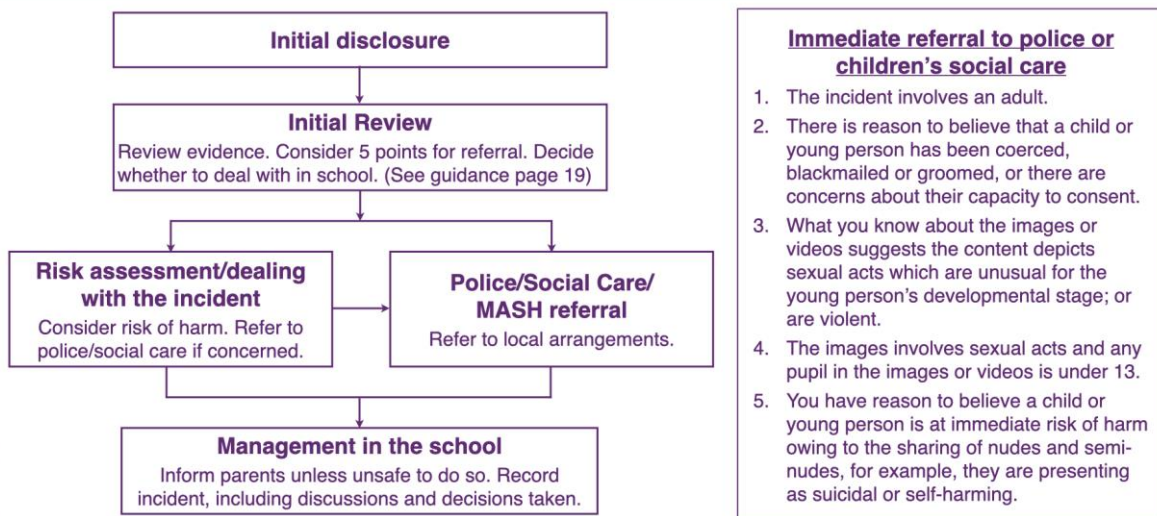 Initial disclosure
Initial Review
Review evidence. Consider 5 points for referral. Decide
whether to deal with in school. (See guidance page 19)
Risk assessment/dealing
with the incident
Consider risk of harm. Refer to
police/social care if concerned.
Police/Social Care/
MASH referral
Refer to local arrangements.
Management in the school
Inform parents unless unsafe to do so. Record
incident, including discussions and decisions taken.
Immediate referral to police or
children's social care
1. The incident involves an adult.
2. There is reason to believe that a child or
young person has been coerced,
blackmailed or groomed, or there are
concerns about their capacity to consent.
3. What you know about the images or
videos suggests the content depicts
sexual acts which are unusual for the
young person's developmental stage; or
are violent.
4. The images involves sexual acts and any
pupil in the images or videos is under 13.
5. You have reason to believe a child or
young person is at immediate risk of harm
owing to the sharing of nudes and semi-
nudes, for example, they are presenting
as suicidal or self-harming.